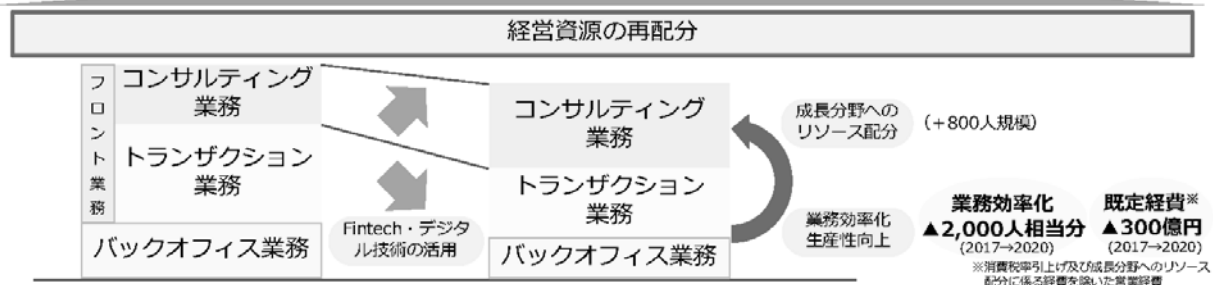 経営資源の再配分
フロント業務
コンサルティング
業務
トランザクション
業務
バックオフィス業務
Fintech・デジタ
ル技術の活用
コンサルティング
業務
トランザクション
業務
バックオフィス業務
成長分野への
リソース配分
(+800人規模)
業務効率化
生産性向上
業務効率化
▲2,000人相当分
(2017→2020)
既定経費※
▲300億円
(2017→2020)
※消費税率引上げ及び成長分野へのリソース
配分に係る経費を除いた営業経費